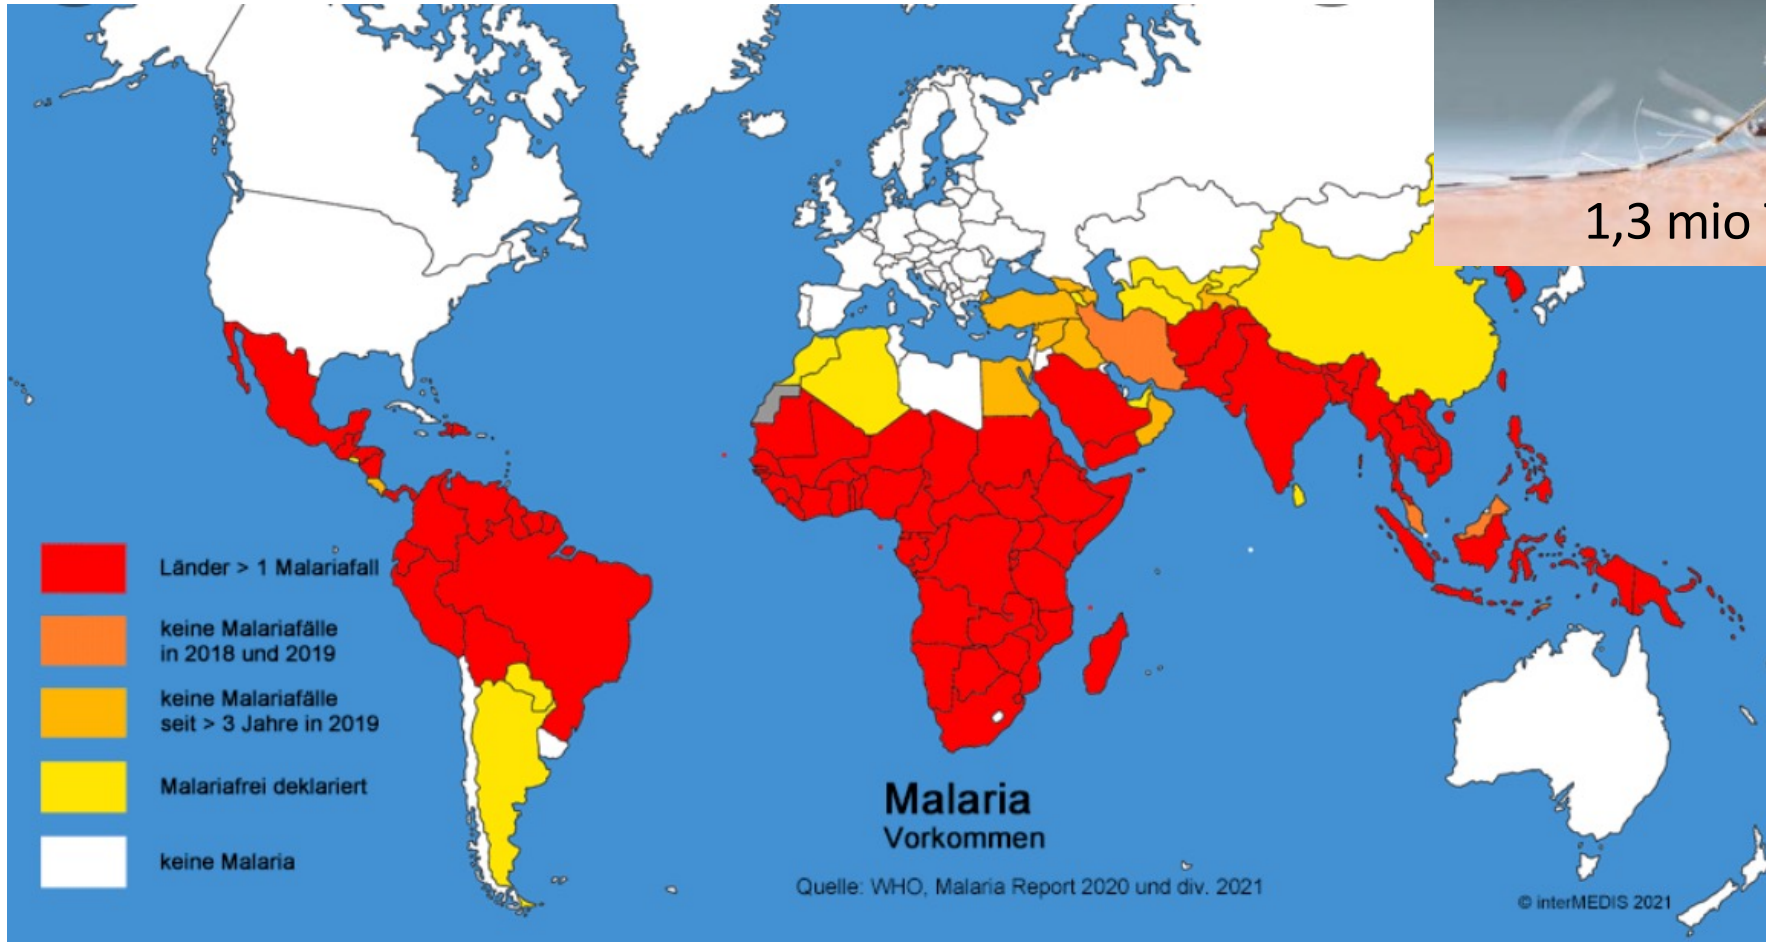 1,3 mio
Länder > 1 Malariafall
keine Malariafälle
in 2018 und 2019
keine Malariafälle
seit > 3 Jahre in 2019
Malariafrei deklariert
keine Malaria
Malaria
Vorkommen
Quelle: WHO, Malaria Report 2020 und div. 2021
© interMEDIS 2021